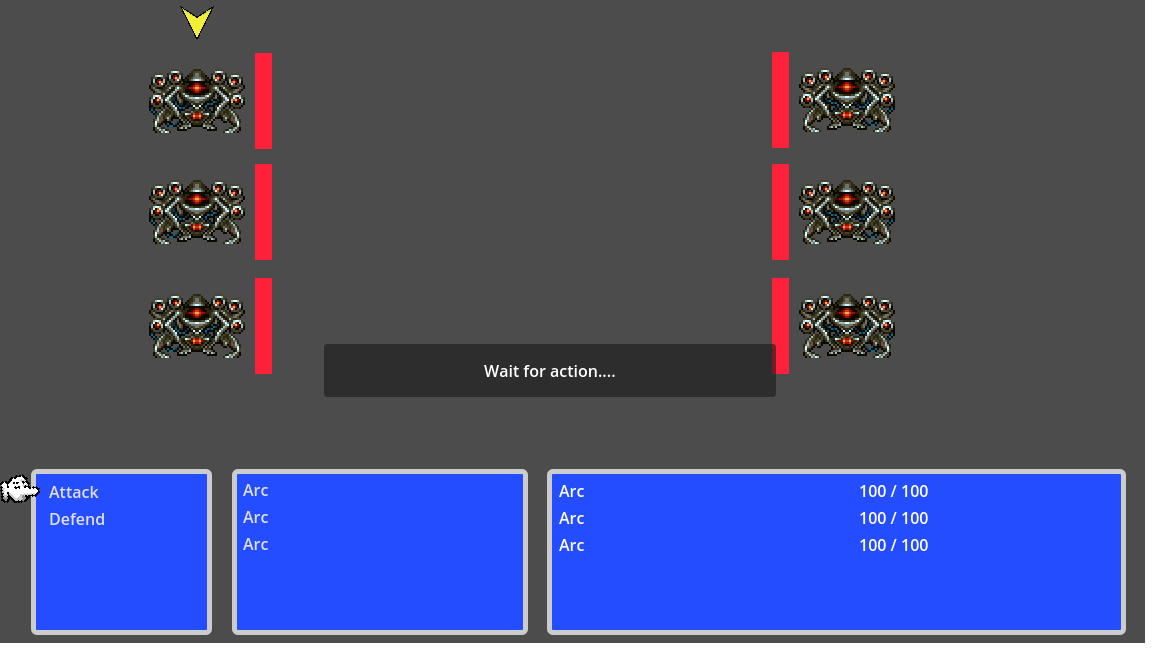 Wait for action....
Attack
Defend
Arc
Arc
Arc
Arc 100 / 100
Arc 100 / 100
Arc 100 / 100